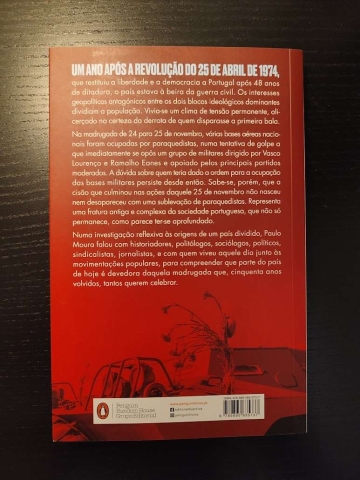 UM ANO APÓS A REVOLUÇÃO DO 25 DE ABRIL DE 1974,
que restituiu a liberdade e a democracia a Portugal após 48 anos
de ditadura, o país estava à beira da guerra civil. Os interesses
geopolíticos antagónicos entre os dois blocos ideológicos dominantes
dividiam a população. Vivia-se um clima de tensão permanente, ali-
cerçado na certeza da derrota de quem disparasse a primeira bala.
Na madrugada de 24 para 25 de novembro, várias bases aéreas nacio-
nais foram ocupadas por paraquedistas, numa tentativa de golpe a
que imediatamente se opôs um grupo de militares dirigido por Vasco
Lourenço e Ramalho Eanes e apoiado pelos principais partidos
moderados. A dúvida sobre quem teria dado a ordem para a ocupação
das bases militares persiste desde então. Sabe-se, porém, que a
cisão que culminou nas ações daquele 25 de novembro não nasceu
nem desapareceu com uma sublevação de paraquedistas. Representa
uma fratura antiga e complexa da sociedade portuguesa, que não só
permanece, como parece ter-se aprofundado.
Numa investigação reflexiva às origens de um país dividido, Paulo
Moura falou com historiadores, politólogos, sociólogos, políticos,
sindicalistas, jornalistas, e com quem viveu aquele dia junto às
movimentações populares, para compreender que parte do país
de hoje é devedora daquela madrugada que, cinquenta anos
volvidos, tantos querem celebrar.
Penguin
Random House
Grupo Editorial